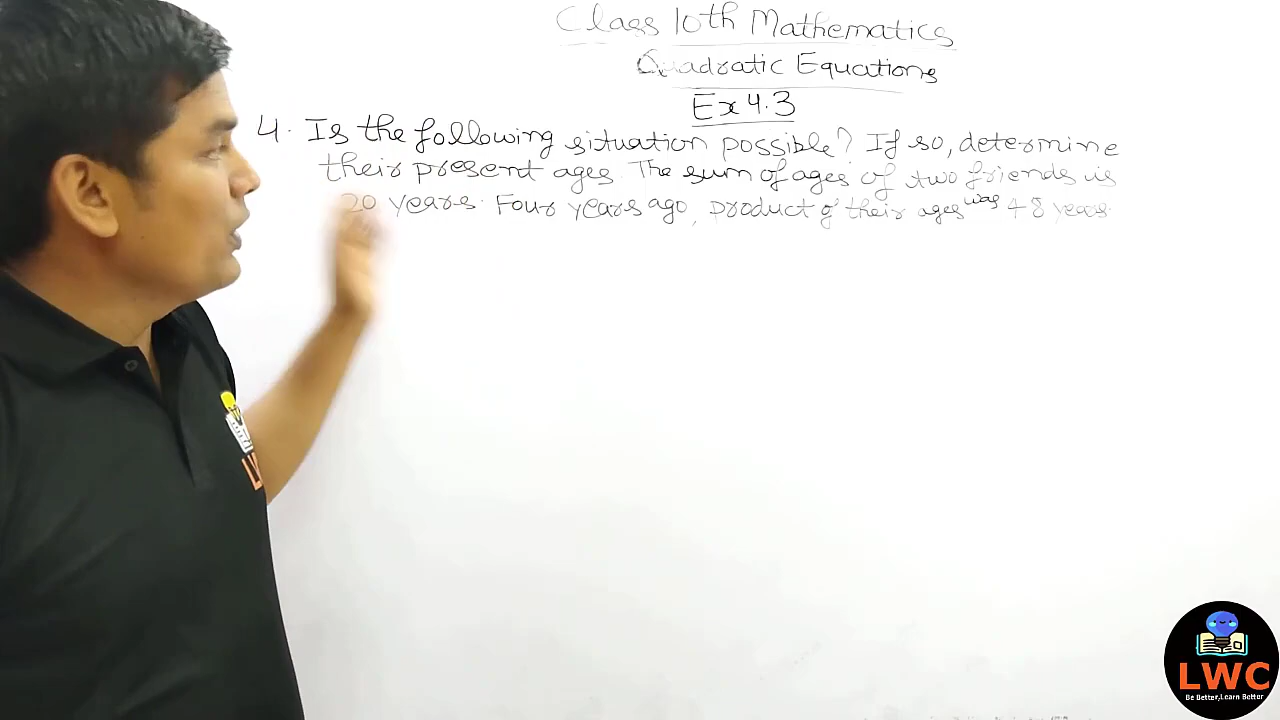 Class 10th Mathematics
Quadratic Equations
Ex 4.3
4. Is the following situation possible? If so, determine
their present ages. The sum of ages of two friends is
20 years. Four years ago, product of their ages was 48 years.
LWC
Be Better, Learn Better